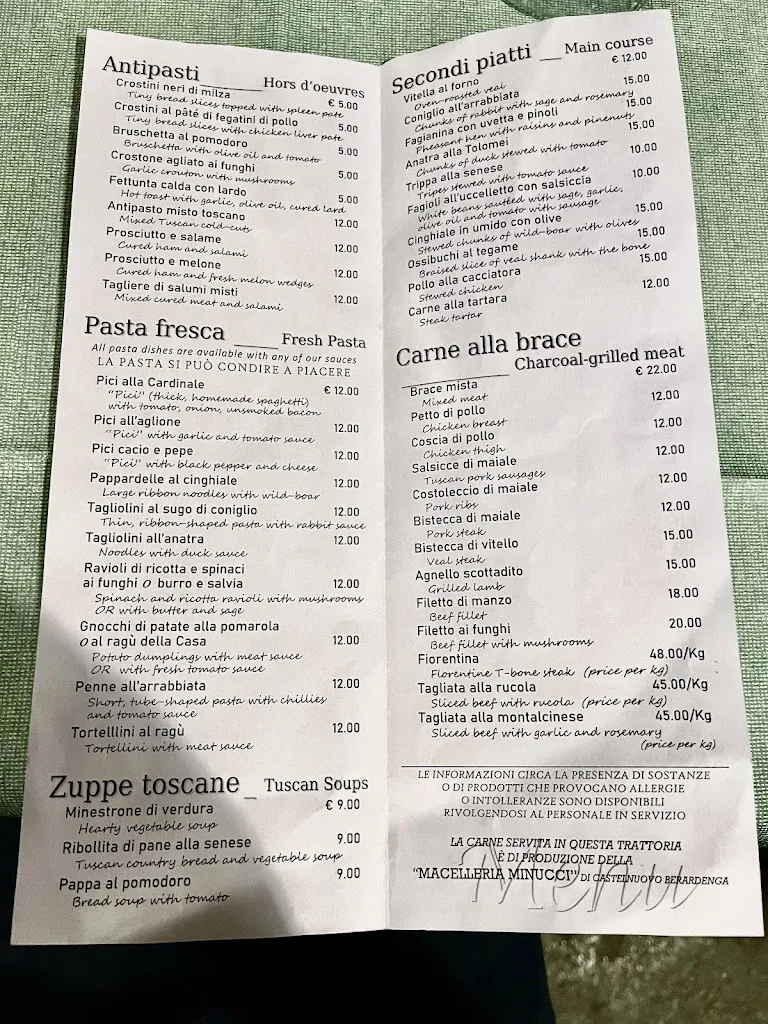 Antipasti ______ Hors d'oeuvres
Crostini neri di milza € 5.00
Tiny bread slices topped with spleen pate
Crostini al pâté di fegatini di pollo 5.00
Tiny bread slices with chicken liver pate
Bruschetta al pomodoro 5.00
Bruschetta with olive oil and tomato
Crostone agliato ai funghi 5.00
Garlic crouton with mushrooms
Fettunta calda con lardo 5.00
Hot toast with garlic, olive oil, cured lard
Antipasto misto toscano 12.00
Mixed Tuscan cold-cuts
Prosciutto e salame 12.00
Cured ham and salami
Prosciutto e melone 12.00
Cured ham and fresh melon wedges
Tagliere di salumi misti 12.00
Mixed cured meat and salami
Pasta fresca _____ Fresh Pasta
All pasta dishes are available with any of our sauces
LA PASTA SI PUÒ CONDIRE A PIACERE
Pici alla Cardinale € 12.00
"Pici" (thick, homemade spaghetti)
with tomato, onion, unsmoked bacon
Pici all'aglione 12.00
"Pici" with garlic and tomato sauce
Pici cacio e pepe 12.00
"Pici" with black pepper and cheese
Pappardelle al cinghiale 12.00
Large ribbon noodles with wild-boar
Tagliolini al sugo di coniglio 12.00
Thin, ribbon-shaped pasta with rabbit sauce
Tagliolini all'anatra 12.00
Noodles with duck sauce
Ravioli di ricotta e spinaci
ai funghi o burro e salvia 12.00
Spinach and ricotta ravioli with mushrooms
OR with butter and sage
Gnocchi di patate alla pomarola
O al ragù della Casa 12.00
Potato dumplings with meat sauce
OR with fresh tomato sauce
Penne all'arrabbiata 12.00
Short, tube-shaped pasta with chillies
and tomato sauce
Tortelllini al ragù 12.00
Tortellini with meat sauce
Zuppe toscane _ Tuscan Soups
Minestrone di verdura € 9.00
Hearty vegetable soup
Ribollita di pane alla senese 9.00
Tuscan country bread and vegetable soup
Pappa al pomodoro 9.00
Bread soup with tomato
Secondi piatti __ Main course
Vitella al forno € 12.00
Oven-roasted veal
Coniglio all'arrabbiata 15.00
Chunks of rabbit with sage and rosemary
Fagianina con uvetta e pinoli 15.00
Pheasant hen with raisins and pinenuts
Anatra alla Tolomei 15.00
Chunks of duck stewed with tomato
Trippa alla senese 10.00
Tripes stewed with tomato sauce
Fagioli all'uccelletto con salsiccia 10.00
White beans sautéed with sage, garlic,
olive oil and tomato with sausage
Cinghiale in umido con olive 15.00
Stewed chunks of wild-boar with olives
Ossibuchi al tegame 15.00
Braised slice of veal shank with the bone
Pollo alla cacciatora 15.00
Stewed chicken
Carne alla tartara 12.00
Steak tartar
Carne alla brace
__________ Charcoal-grilled meat
Brace mista € 22.00
Mixed meat
Petto di pollo 12.00
Chicken breast
Coscia di pollo 12.00
Chicken thigh
Salsicce di maiale 12.00
Tuscan pork sausages
Costoleccio di maiale 12.00
Pork ribs
Bistecca di maiale 12.00
Pork steak
Bistecca di vitello 15.00
Veal steak
Agnello scottadito 15.00
Grilled lamb
Filetto di manzo 18.00
Beef fillet
Filetto ai funghi 20.00
Beef fillet with mushrooms
Fiorentina 48.00/Kg
Florentine T-bone steak (price per kg)
Tagliata alla rucola 45.00/Kg
Sliced beef with rucola (price per kg)
Tagliata alla montalcinese 45.00/Kg
Sliced beef with garlic and rosemary
(price per kg)
LE INFORMAZIONI CIRCA LA PRESENZA DI SOSTANZE
O DI PRODOTTI CHE PROVOCANO ALLERGIE
O INTOLLERANZE SONO DISPONIBILI
RIVOLGENDOSI AL PERSONALE IN SERVIZIO
LA CARNE SERVITA IN QUESTA TRATTORIA
È DI PRODUZIONE DELLA
"MACELLERIA MINUCCI" DI CASTELNUOVO BERARDENGA
Menu